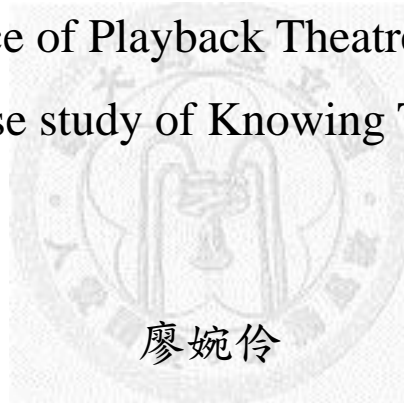 ce of Playback Theatre
se study of Knowing
廖婉伶